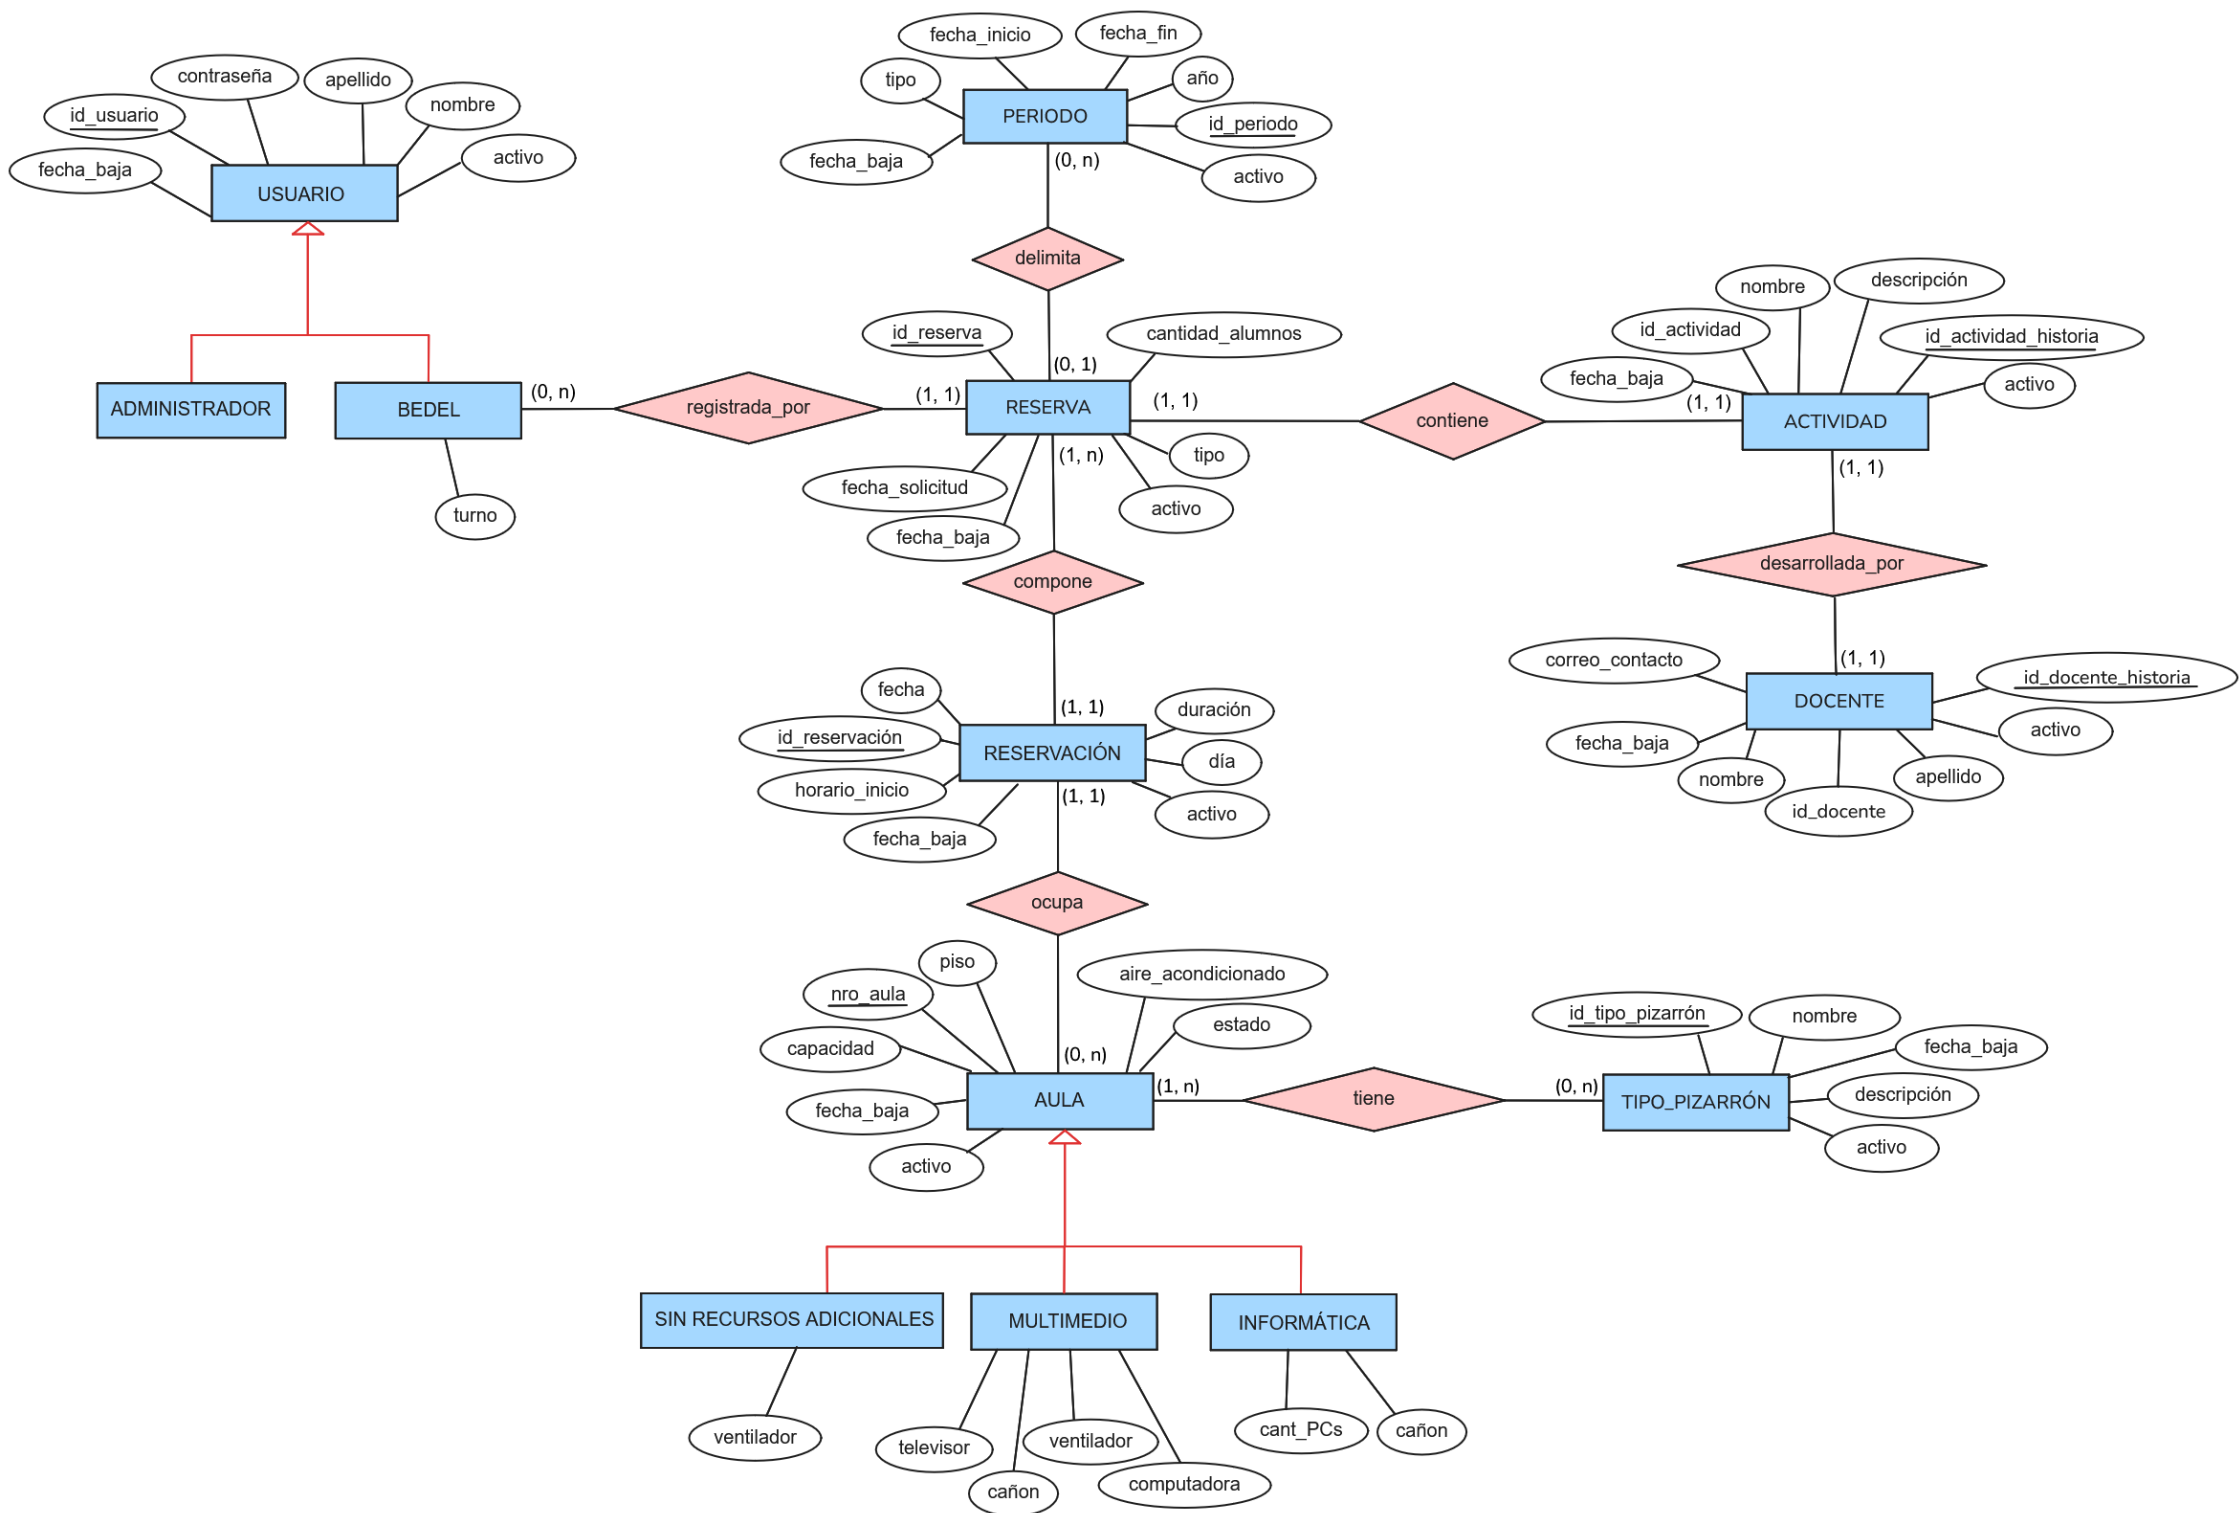 fecha_inicio
fecha_fin
tipo
año
PERIODO
id_periodo
fecha_baja
activo
(0, n)
contraseña
apellido
id_usuario
nombre
fecha_baja
activo
USUARIO
delimita
ADMINISTRADOR
BEDEL
turno
(0, n)
registrada_por
(1, 1)
id_reserva
cantidad_alumnos
(0, 1)
RESERVA
(1, 1)
(1, n)
tipo
fecha_solicitud
activo
fecha_baja
contiene
nombre
descripción
id_actividad
id_actividad_historia
fecha_baja
activo
(1, 1)
ACTIVIDAD
(1, 1)
desarrollada_por
compone
(1, 1)
correo_contacto
id_docente_historia
DOCENTE
fecha_baja
activo
nombre
apellido
id_docente
fecha
(1, 1)
duración
id_reservación
RESERVACIÓN
día
horario_inicio
(1, 1)
activo
fecha_baja
ocupa
piso
aire_acondicionado
nro_aula
estado
capacidad
(0, n)
fecha_baja
AULA
(1, n)
activo
tiene
(0, n)
id_tipo_pizarrón
nombre
fecha_baja
TIPO_PIZARRÓN
descripción
activo
SIN RECURSOS ADICIONALES
MULTIMEDIO
INFORMÁTICA
ventilador
televisor
ventilador
cañon
computadora
cant_PCs
cañon